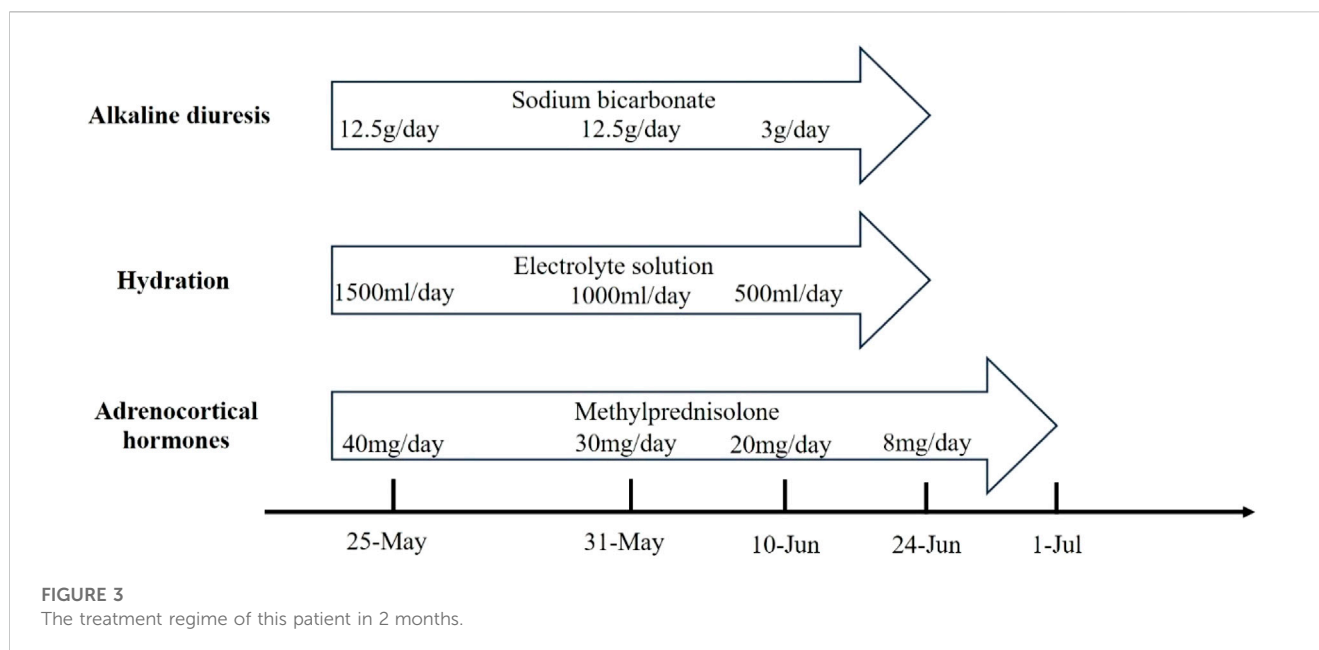 Alkaline diuresis
Sodium bicarbonate
12.5g/day 12.5g/day 3g/day
Hydration
Electrolyte solution
1500ml/day 1000ml/day 500ml/day
Adrenocortical
hormones
Methylprednisolone
40mg/day 30mg/day 20mg/day 8mg/day
25-May 31-May 10-Jun 24-Jun 1-Jul
FIGURE 3
The treatment regime of this patient in 2 months.